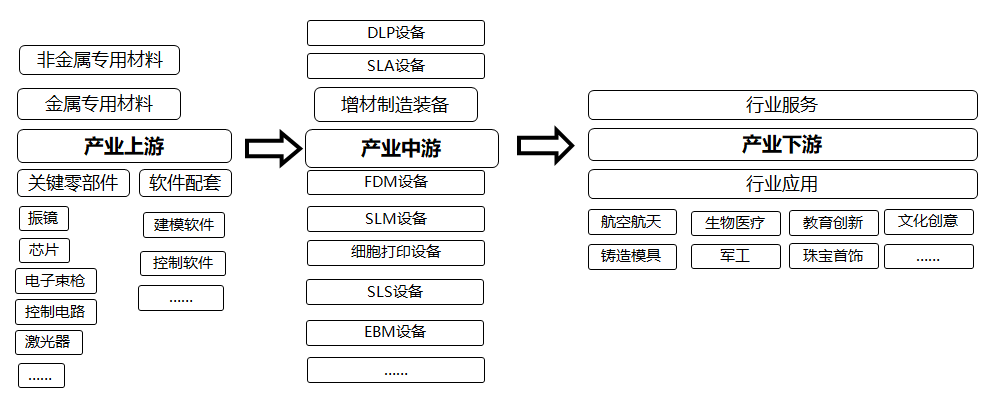 非金属专用材料
金属专用材料
产业上游
关键零部件
软件配套
振镜
芯片
电子束枪
控制电路
激光器
......
建模软件
控制软件
......
DLP设备
SLA设备
增材制造装备
产业中游
FDM设备
SLM设备
细胞打印设备
SLS设备
EBM设备
......
行业服务
产业下游
行业应用
航空航天
生物医疗
教育创新
文化创意
铸造模具
军工
珠宝首饰
......